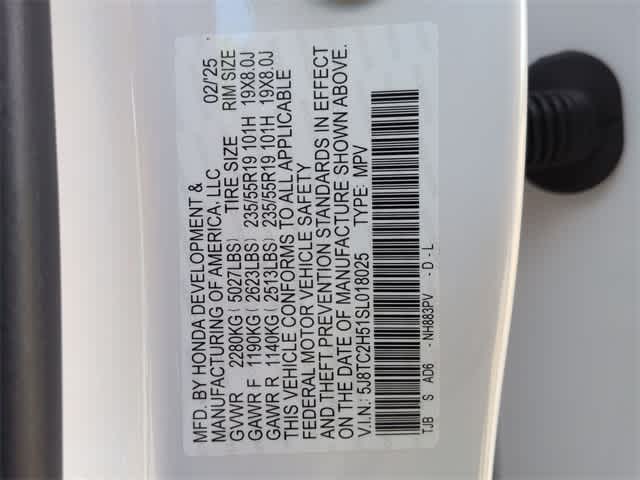 MFD. BY HONDA DEVELOPMENT & 02/'25
MANUFACTURING OF AMERICA, LLC
GVWR 2280KG ( 5027LBS) TIRE SIZE RIM SIZE
GAWR F 1190KG ( 2623LBS) 235/55R19 101H 19X8.0J
GAWR R 1140KG ( 2513LBS) 235/55R19 101H 19X8.0J
THIS VEHICLE CONFORMS TO ALL APPLICABLE
FEDERAL MOTOR VEHICLE SAFETY
AND THEFT PREVENTION STANDARDS IN EFFECT
ON THE DATE OF MANUFACTURE SHOWN ABOVE.
V.I.N.: 5J8TC2H51SL018025 TYPE: MPV
TJB S AD6 - NH883PV - D - L